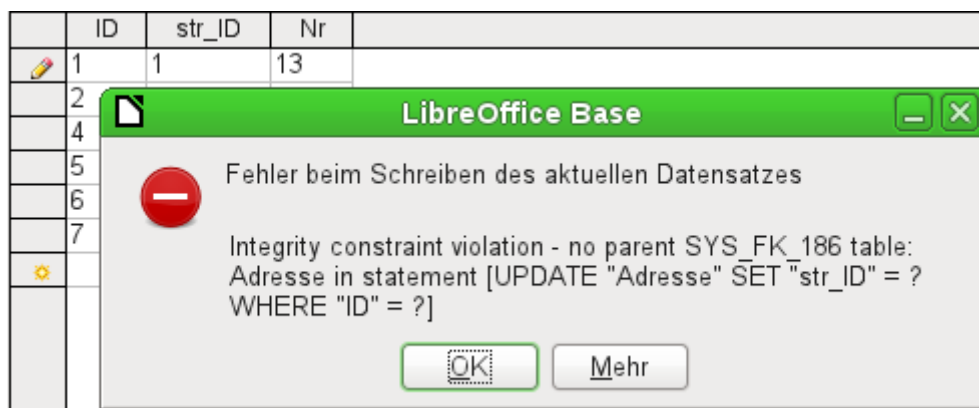 ID str_ID Nr
1 1 13
2
LibreOffice Base
4
5
Fehler beim Schreiben des aktuellen Datensatzes
6
7
Integrity constraint violation - no parent SYS_FK_186 table:
Adresse in statement [UPDATE "Adresse" SET "str_ID" = ?
WHERE "ID" = ?]
OK Mehr